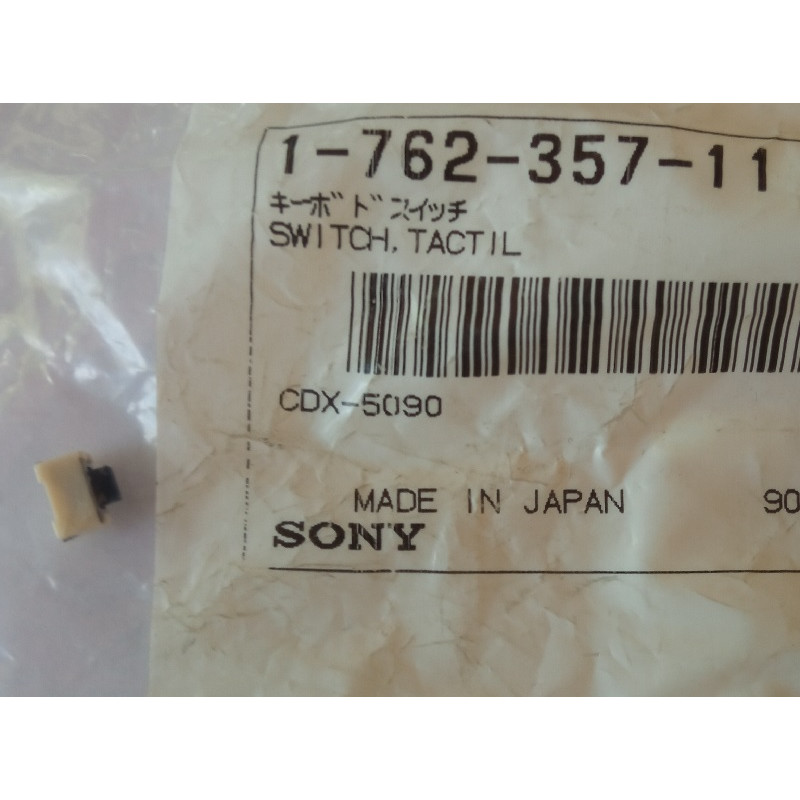 1-762-357-11
キーボード スイッチ
SWITCH, TACTIL
CDX-5090
MADE IN JAPAN 90
SONY